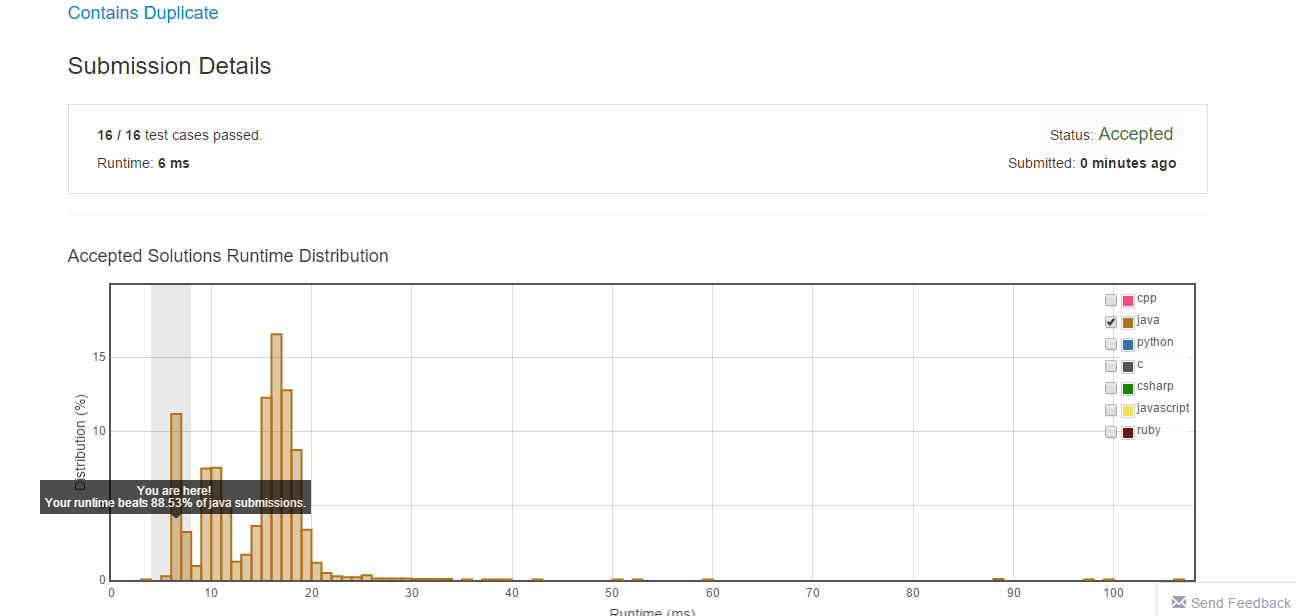 Contains Duplicate
Submission Details
16 / 16 test cases passed.
Status: Accepted
Runtime: 6 ms
Submitted: 0 minutes ago
Accepted Solutions Runtime Distribution
cpp
java
python
c
csharp
javascript
ruby
15
10
0
Distribution (%)
You are here!
Your runtime beats 88.53% of java submissions.
0 10 20 30 40 50 60 70 80 90 100
Runtime (ms)
Send Feedback